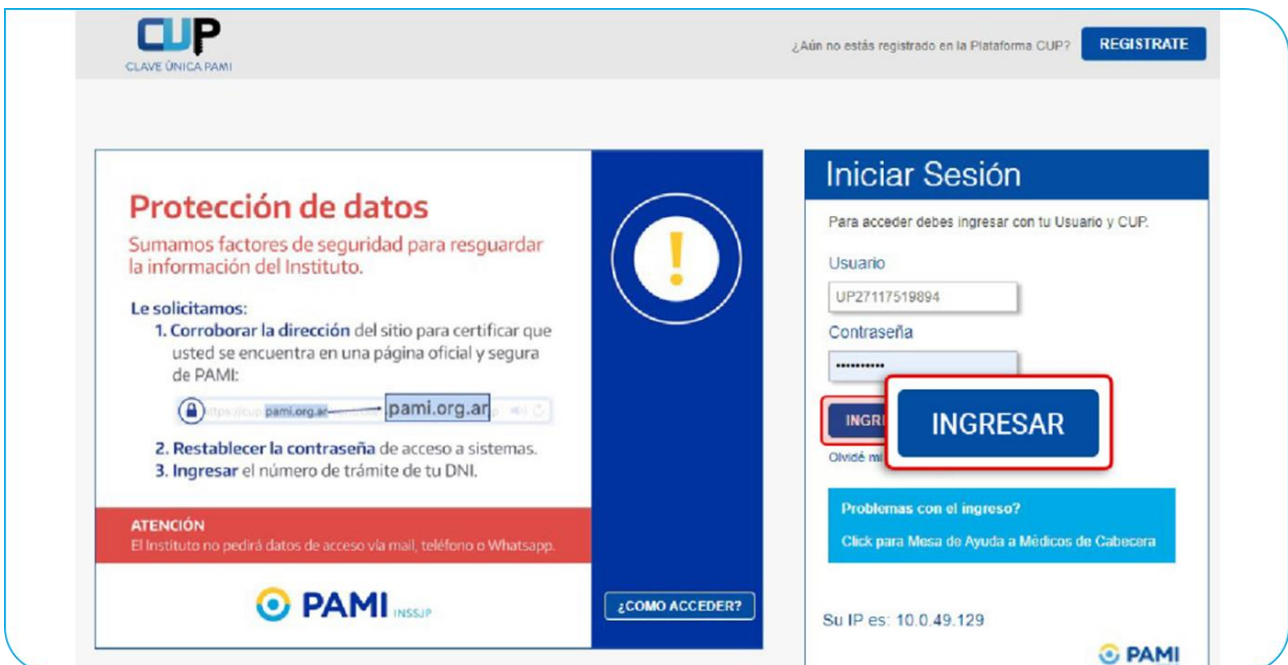 CUP
CLAVE ÚNICA PAMI
¿Aún no estás registrado en la Plataforma CUP?
REGISTRATE
Protección de datos
Sumamos factores de seguridad para resguardar
la información del Instituto.
Le solicitamos:
1. Corroborar la dirección del sitio para certificar que
usted se encuentra en una página oficial y segura
de PAMI:
https://cup.pami.org.ar
.pami.org.ar
2. Restablecer la contraseña de acceso a sistemas.
3. Ingresar el número de trámite de tu DNI.
ATENCIÓN
El Instituto no pedirá datos de acceso vía mail, teléfono o Whatsapp.
PAMI INSSJP
¿COMO ACCEDER?
Iniciar Sesión
Para acceder debes ingresar con tu Usuario y CUP.
Usuario
UP27117519894
Contraseña
••••••••••
INGRESAR
Olvidé mi
Problemas con el ingreso?
Click para Mesa de Ayuda a Médicos de Cabecera
Su IP es: 10.0.49.129
PAMI